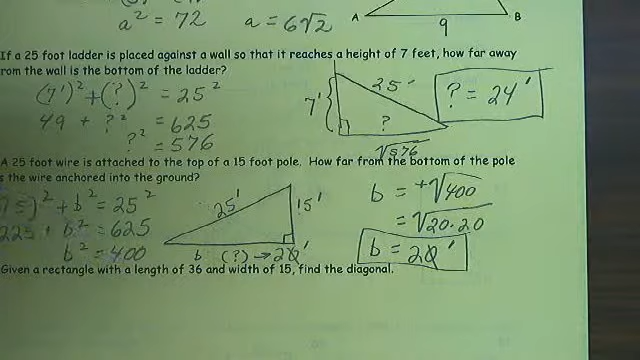 a² = 72 a = 6√2
A 9 B
If a 25 foot ladder is placed against a wall so that it reaches a height of 7 feet, how far away
rom the wall is the bottom of the ladder?
(7')² + (?)² = 25²
49 + ?² = 625
?² = 576
7' 25' ?
√576
? = 24'
A 25 foot wire is attached to the top of a 15 foot pole. How far from the bottom of the pole
s the wire anchored into the ground?
15)² + b² = 25²
225 + b² = 625
b² = 400
25' 15'
b (?) → 20'
b = +√400
= √20·20
b = 20'
Given a rectangle with a length of 36 and width of 15, find the diagonal.